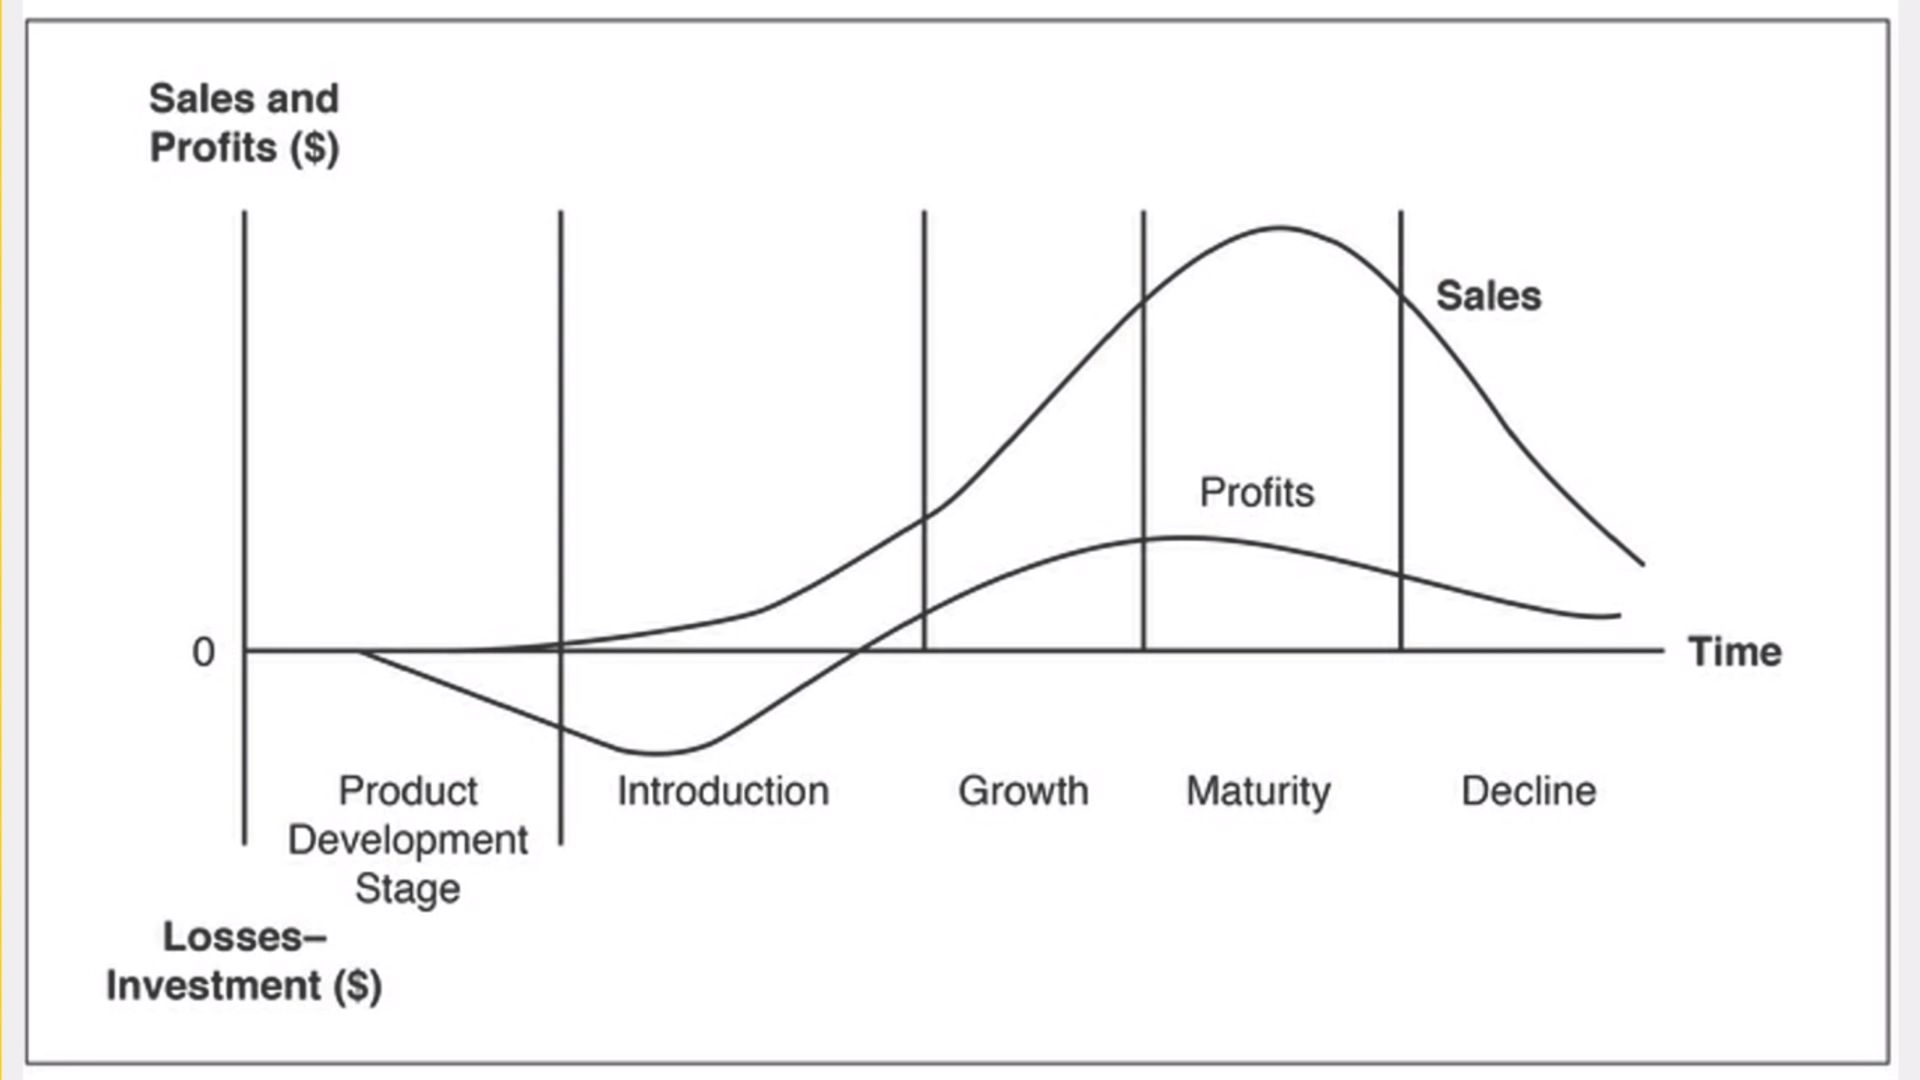 Sales and
Profits ($)
Sales
Profits
0
Time
Product
Development
Stage
Introduction
Growth
Maturity
Decline
Losses–
Investment ($)